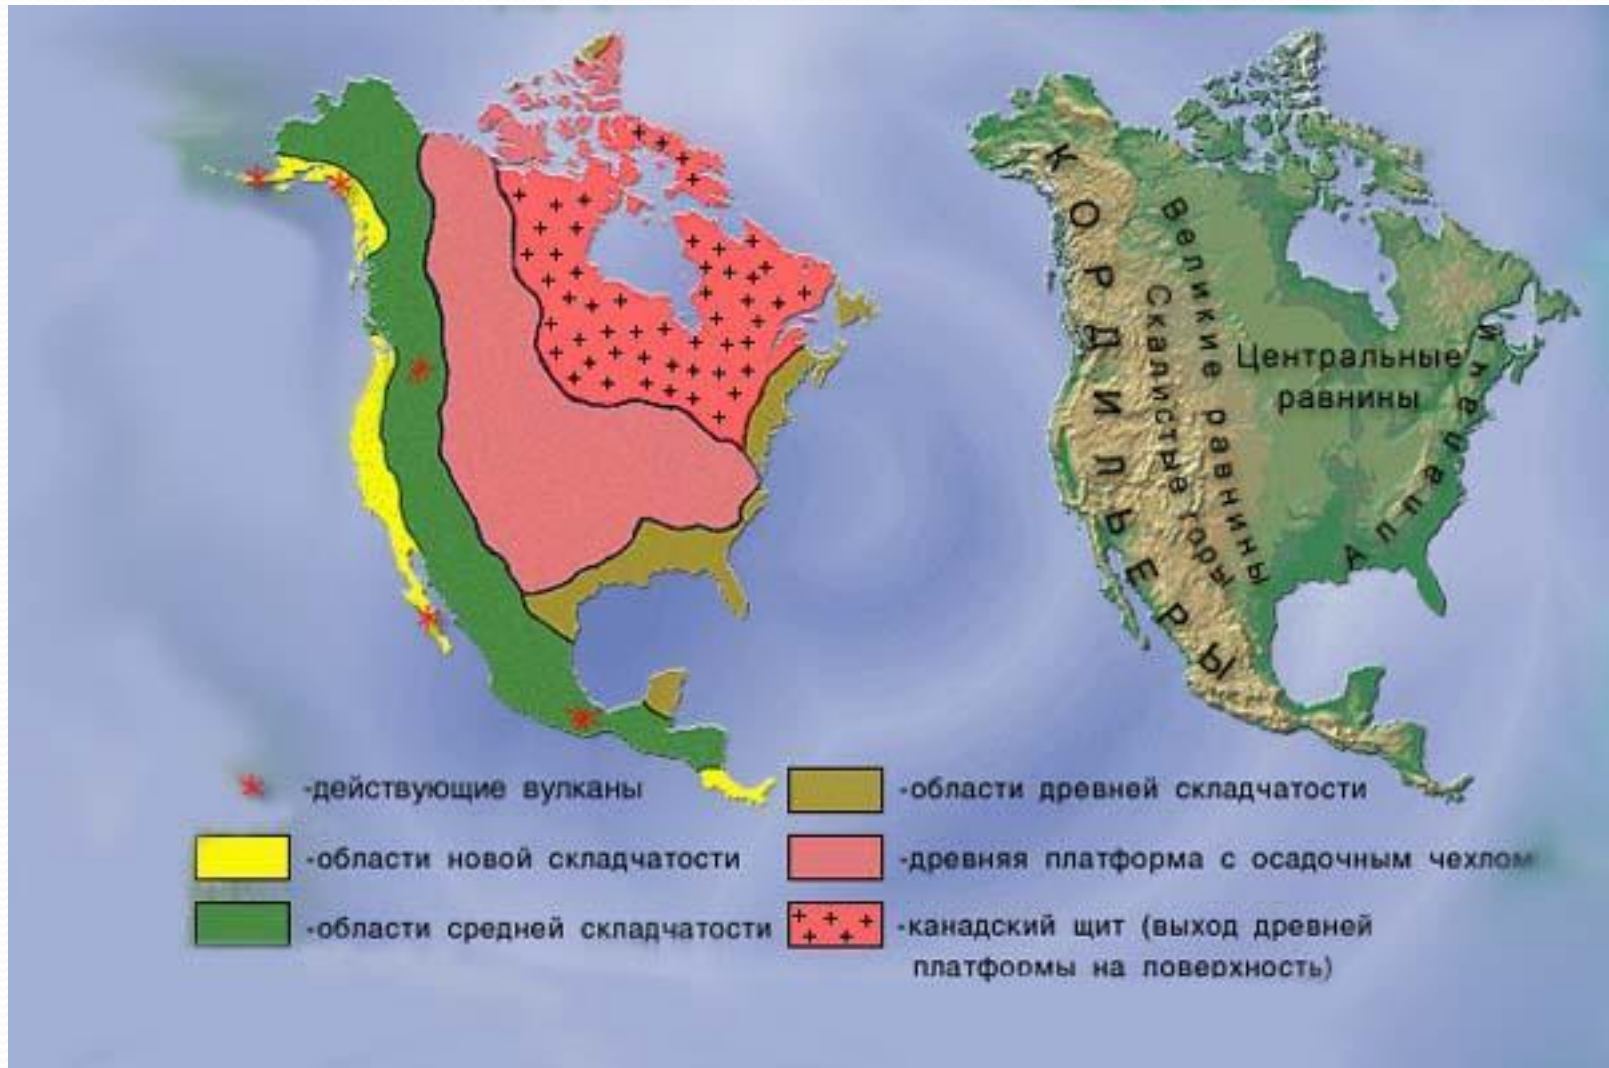 КОРДИЛЬЕРЫ
Скалистые горы
Великие равнины
Центральные
равнины
Аппалачи
-действующие вулканы
-области новой складчатости
-области средней складчатости
-области древней складчатости
-древняя платформа с осадочным чехлом
-канадский щит (выход древней
платформы на поверхность)